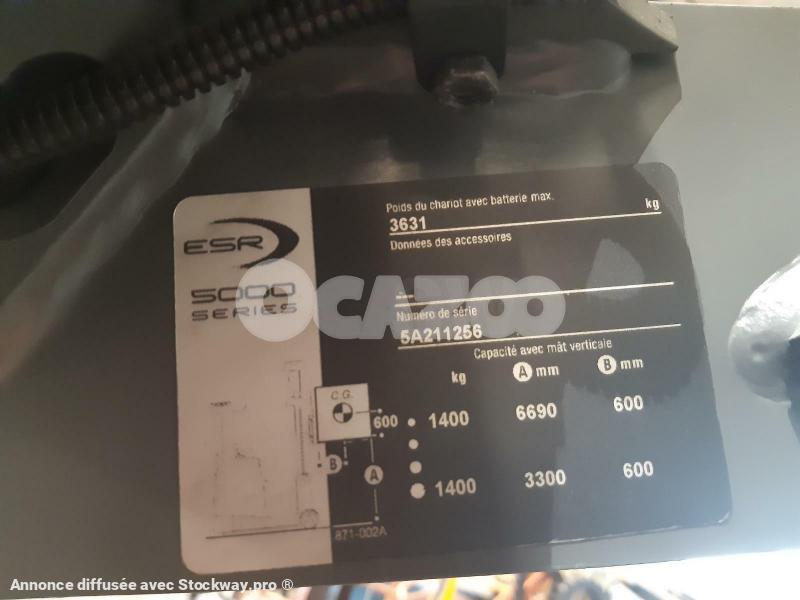 Poids du chariot avec batterie max.
3631 kg
Données des accessoires
--
Numéro de série
5A211256
Capacité avec mât verticale
kg A mm B mm
1400 6690 600
1400 3300 600
ESR
5000
SERIES
C.G.
600
B
A
871-002A
OCAZOO
Annonce diffusée avec Stockway.pro ®